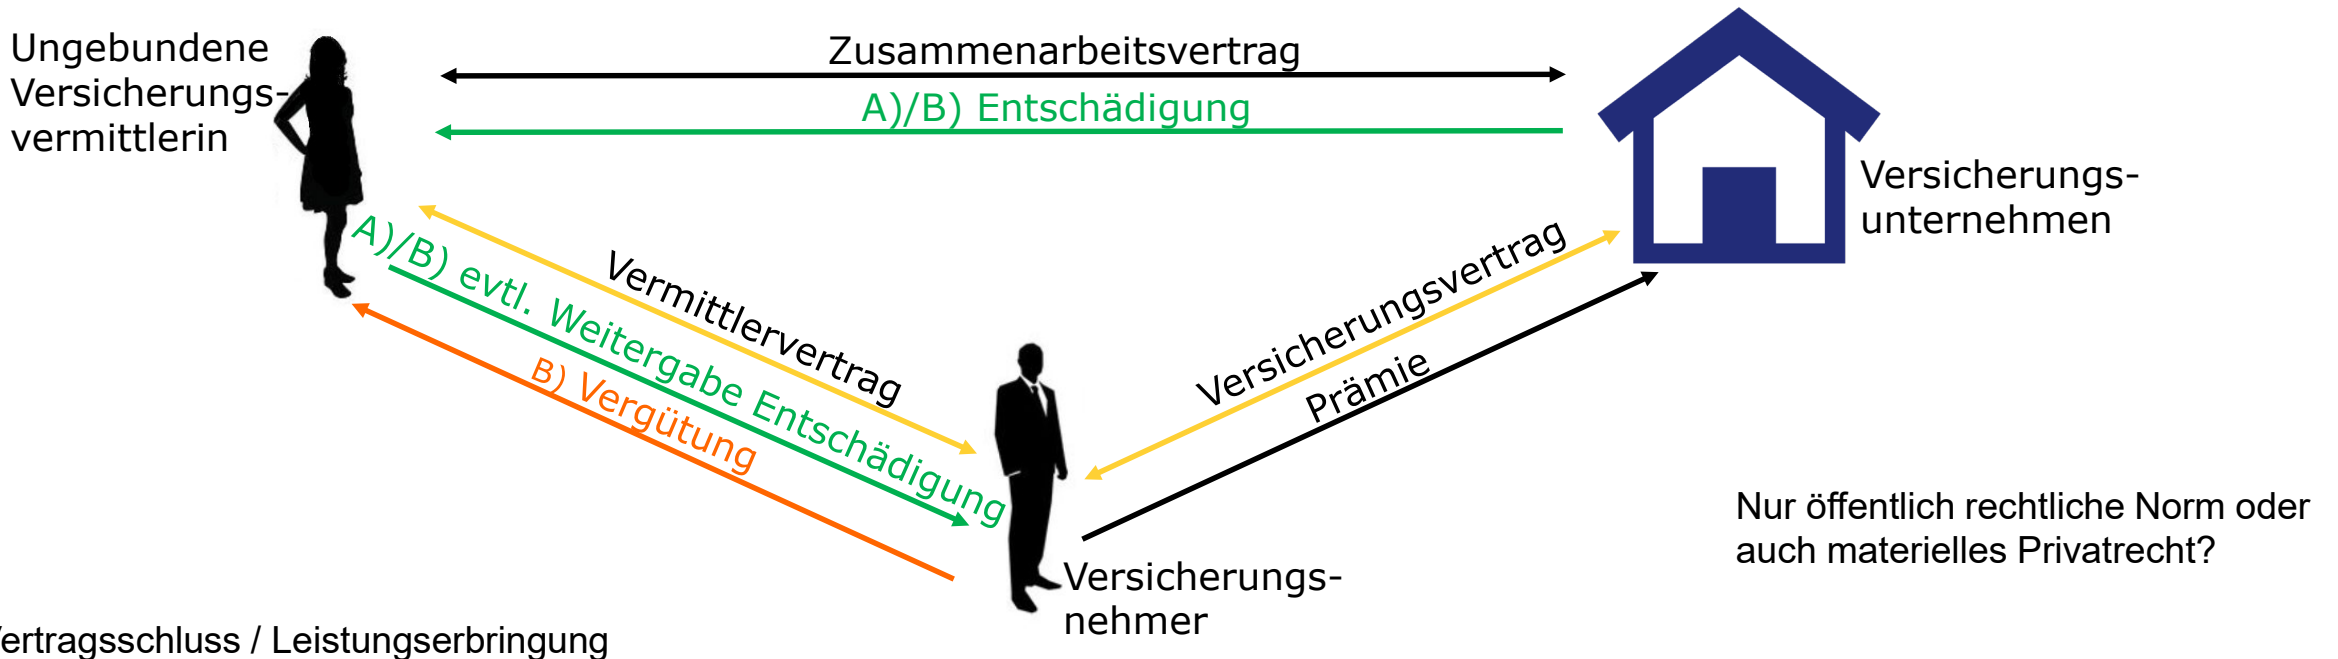 Ungebundene
Versicherungs-
vermittlerin
Zusammenarbeitsvertrag
A)/B) Entschädigung
Versicherungs-
unternehmen
Vermittlervertrag
A)/B) evtl. Weitergabe Entschädigung
B) Vergütung
Versicherungsvertrag
Prämie
Versicherungs-
nehmer
Nur öffentlich rechtliche Norm oder
auch materielles Privatrecht?
Vertragsschluss / Leistungserbringung